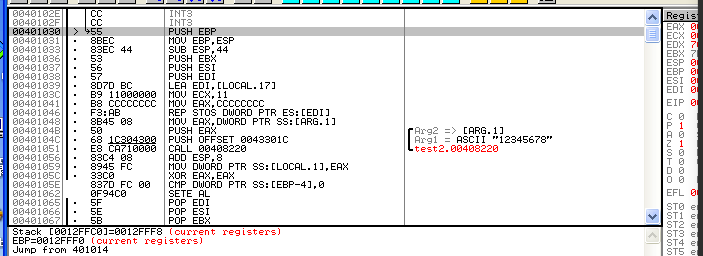 0040102E CC INT3
0040102F CC INT3
00401030 > 55 PUSH EBP
00401031 . 8BEC MOV EBP,ESP
00401033 . 83EC 44 SUB ESP,44
00401036 . 53 PUSH EBX
00401037 . 56 PUSH ESI
00401038 . 57 PUSH EDI
00401039 . 8D7D BC LEA EDI,[LOCAL.17]
0040103C . B9 11000000 MOV ECX,11
00401041 . B8 CCCCCCCC MOV EAX,CCCCCCCC
00401046 . F3:AB REP STOS DWORD PTR ES:[EDI]
00401048 . 8B45 08 MOV EAX,DWORD PTR SS:[ARG.1]
0040104B . 50 PUSH EAX Arg2 => [ARG.1]
0040104C . 68 1C304300 PUSH OFFSET 0043301C Arg1 = ASCII "12345678"
00401051 . E8 CA710000 CALL 00408220 test2.00408220
00401056 . 83C4 08 ADD ESP,8
00401059 . 8945 FC MOV DWORD PTR SS:[LOCAL.1],EAX
0040105C . 33C0 XOR EAX,EAX
0040105E . 837D FC 00 CMP DWORD PTR SS:[EBP-4],0
00401062 . 0F94C0 SETE AL
00401065 . 5F POP EDI
00401066 . 5E POP ESI
00401067 . 5B POP EBX
Stack [0012FFC0]=0012FFF8 (current registers)
EBP=0012FFF0 (current registers)
Jump from 401014
Regist
EAX 00
ECX 00
EDX 7
EBX 7
ESP 00
EBP 00
ESI 00
EDI 00
EIP 00
C 0
P 1
A 0
Z 1
S 0
T 0
D 0
O 0
EFL 00
ST0 e
ST1 e
ST2 e
ST3 e
ST4 e